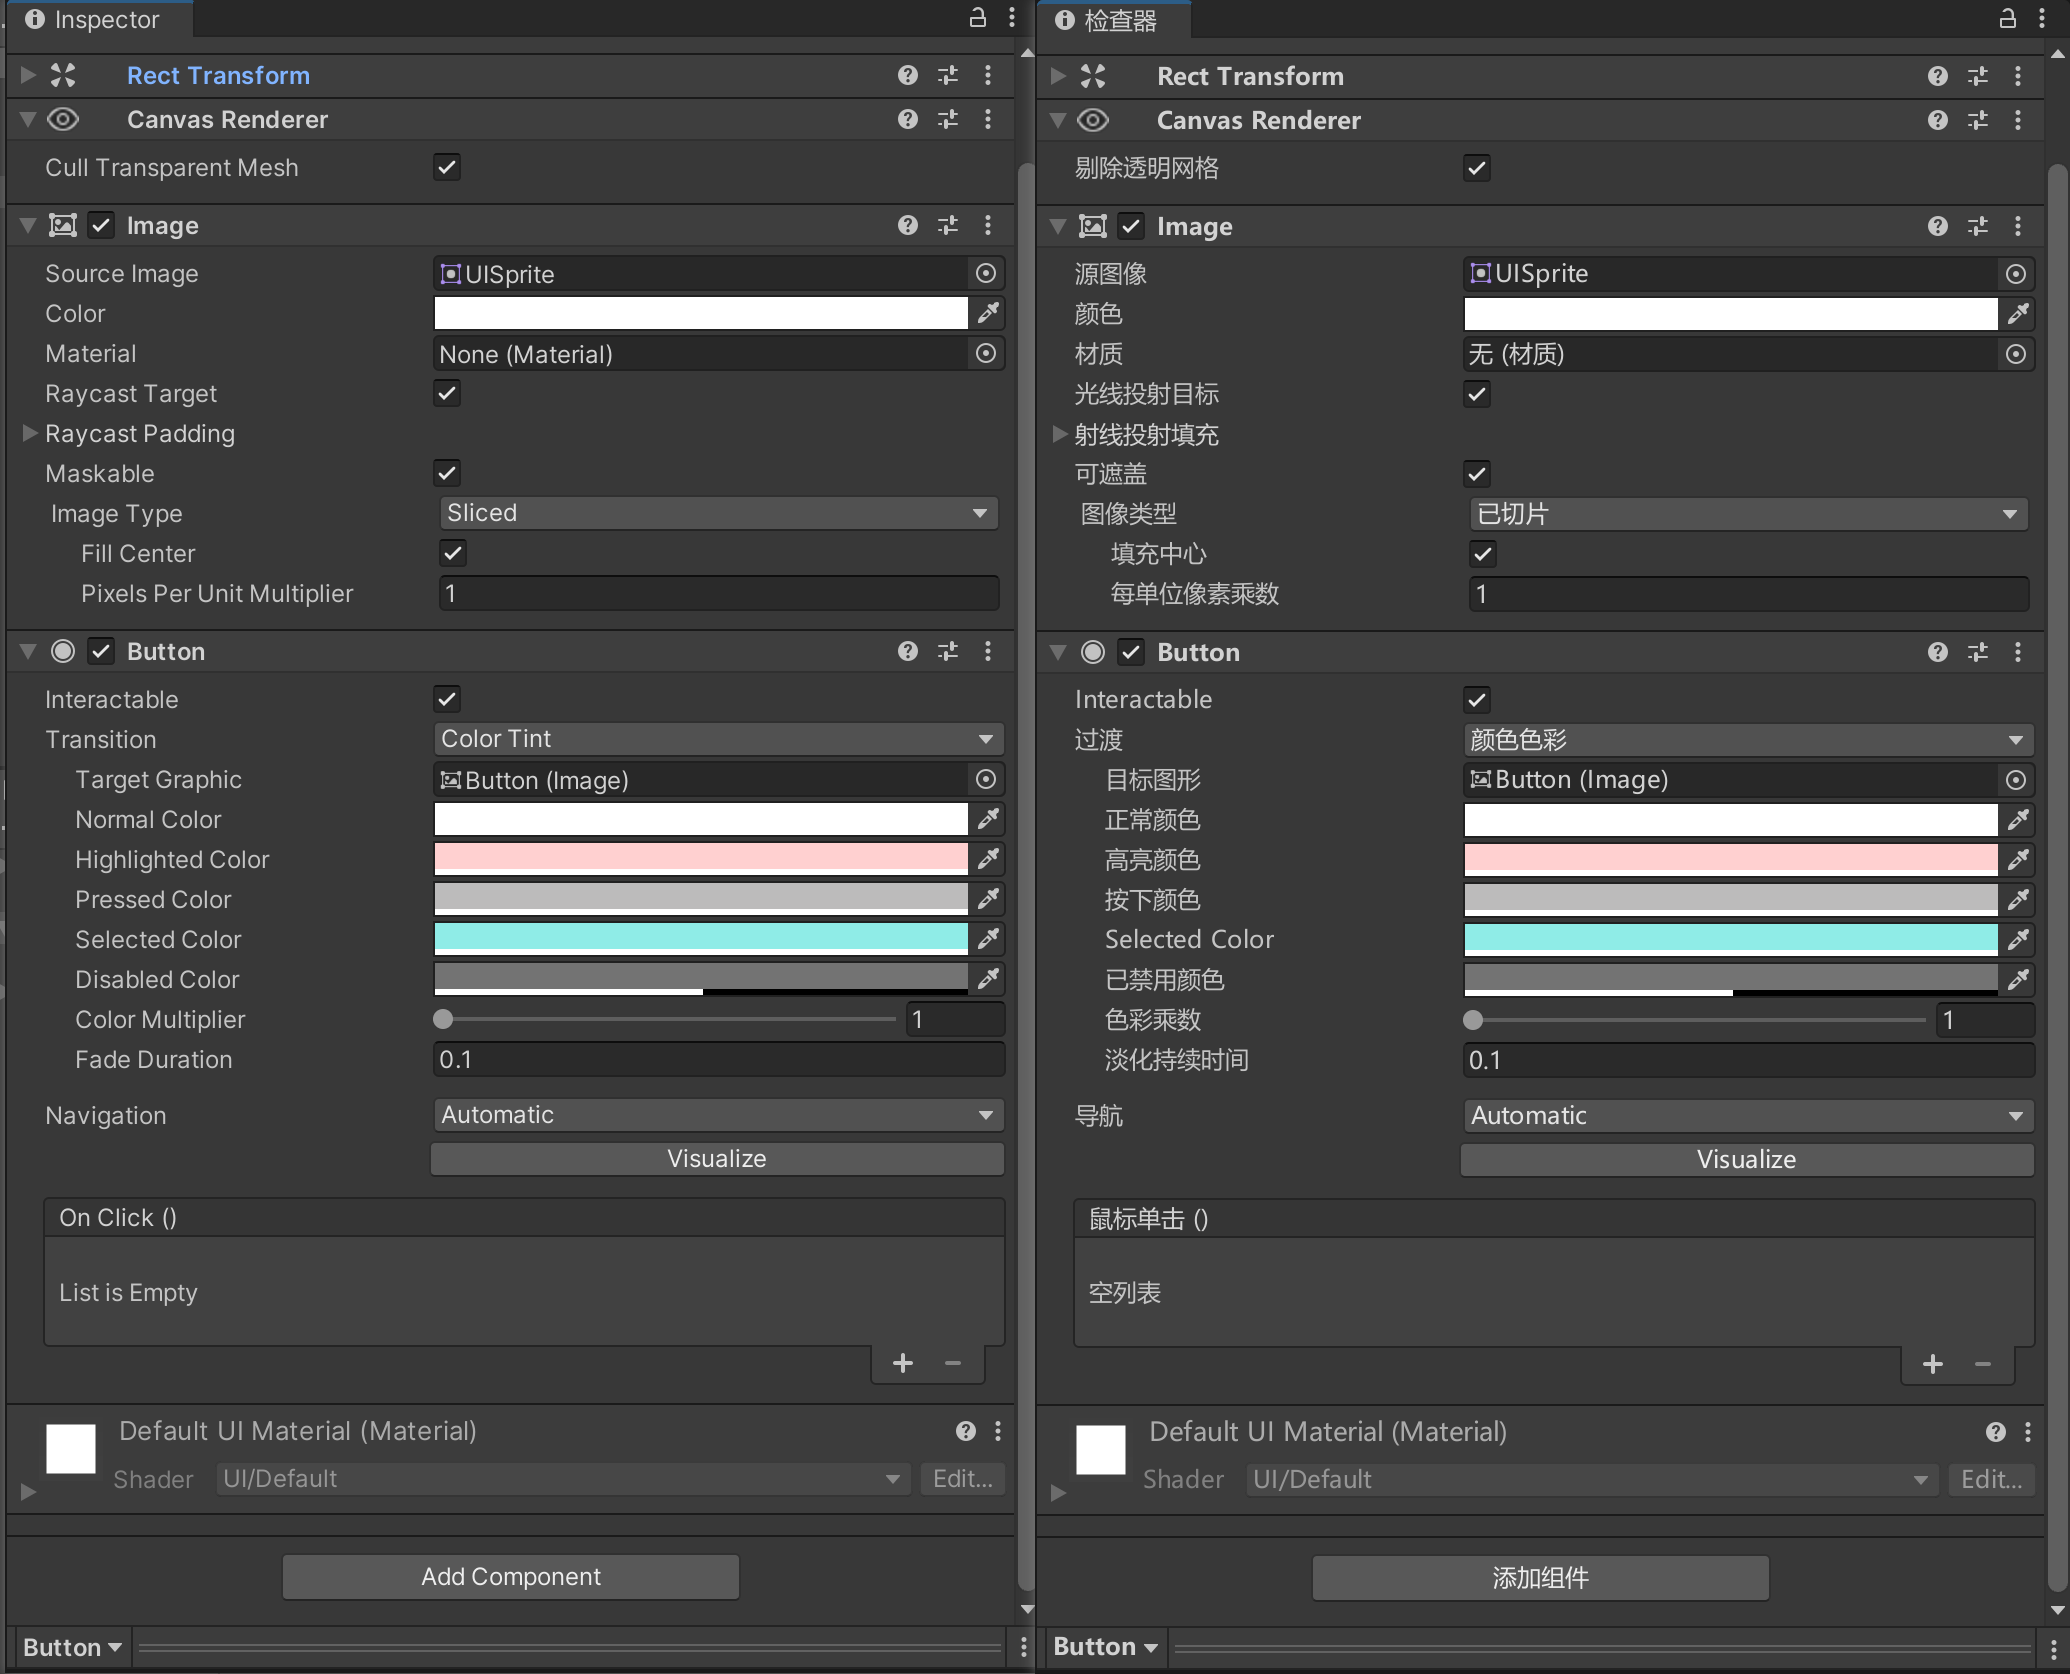 Inspector
Rect Transform
Canvas Renderer
Cull Transparent Mesh
Image
Source Image UISprite
Color
Material None (Material)
Raycast Target
Raycast Padding
Maskable
Image Type Sliced
Fill Center
Pixels Per Unit Multiplier 1
Button
Interactable
Transition Color Tint
Target Graphic Button (Image)
Normal Color
Highlighted Color
Pressed Color
Selected Color
Disabled Color
Color Multiplier 1
Fade Duration 0.1
Navigation Automatic
Visualize
On Click ()
List is Empty
Default UI Material (Material)
Shader UI/Default Edit...
Add Component
Button
检查器
Rect Transform
Canvas Renderer
剔除透明网格
Image
源图像 UISprite
颜色
材质 无 (材质)
光线投射目标
射线投射填充
可遮盖
图像类型 已切片
填充中心
每单位像素乘数 1
Button
Interactable
过渡 颜色色彩
目标图形 Button (Image)
正常颜色
高亮颜色
按下颜色
Selected Color
已禁用颜色
色彩乘数 1
淡化持续时间 0.1
导航 Automatic
Visualize
鼠标单击 ()
空列表
Default UI Material (Material)
Shader UI/Default Edit...
添加组件
Button